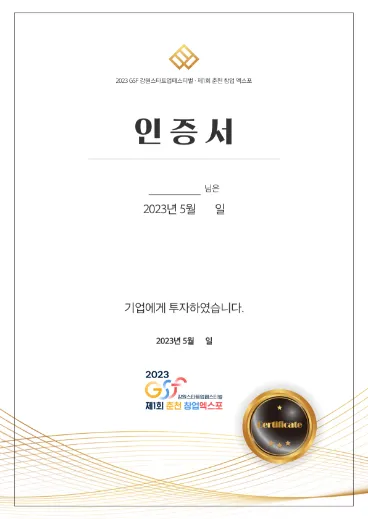 2023 GSF 강원스타트업페스티벌 · 제1회 춘천 창업 엑스포
인증서
님은
2023년 5월 일
기업에게 투자하였습니다.
2023년 5월 일
2023
GSF 강원스타트업페스티벌
제1회 춘천 창업엑스포
Certificate